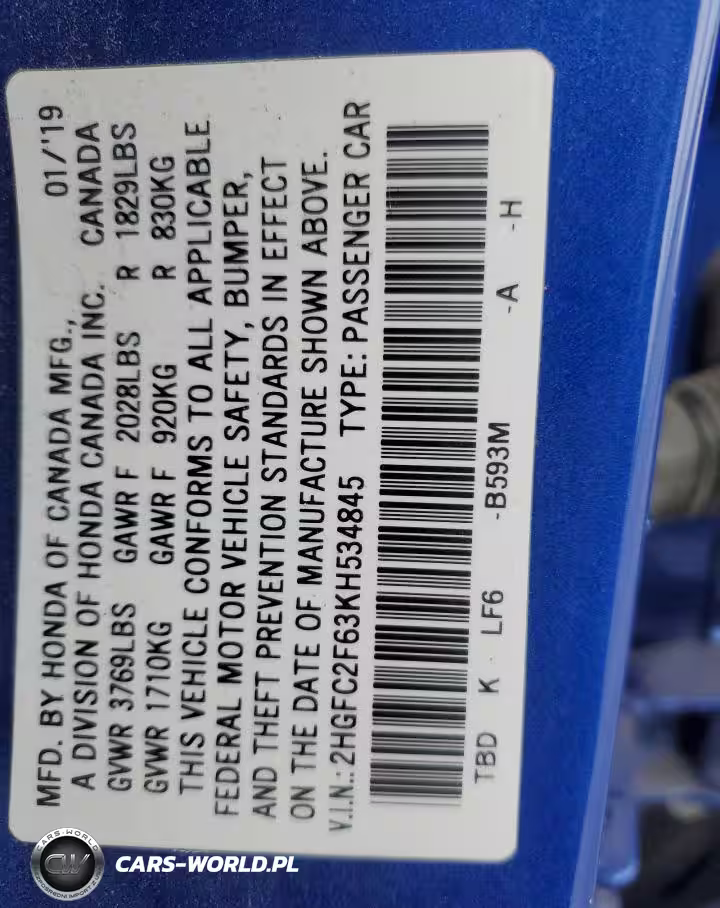 MFD. BY HONDA OF CANADA MFG., 01/'19
A DIVISION OF HONDA CANADA INC. CANADA
GVWR 3769LBS GAWR F 2028LBS R 1829LBS
GVWR 1710KG GAWR F 920KG R 830KG
THIS VEHICLE CONFORMS TO ALL APPLICABLE
FEDERAL MOTOR VEHICLE SAFETY, BUMPER,
AND THEFT PREVENTION STANDARDS IN EFFECT
ON THE DATE OF MANUFACTURE SHOWN ABOVE.
V.I.N.: 2HGFC2F63KH534845 TYPE: PASSENGER CAR
TBD K LF6 -B593M -A -H
CARS-WORLD
CW
CARS-WORLD.PL